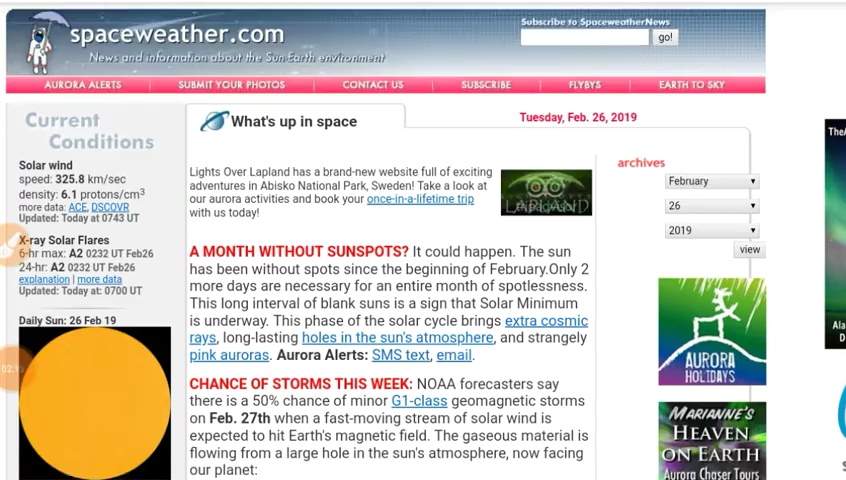 spaceweather.com
News and information about the Sun-Earth environment
Subscribe to SpaceweatherNews
go!
AURORA ALERTS
SUBMIT YOUR PHOTOS
CONTACT US
SUBSCRIBE
FLYBYS
EARTH TO SKY
Current
Conditions
Solar wind
speed: 325.8 km/sec
density: 6.1 protons/cm3
more data: ACE, DSCOVR
Updated: Today at 0743 UT
X-ray Solar Flares
6-hr max: A2 0232 UT Feb26
24-hr: A2 0232 UT Feb26
explanation | more data
Updated: Today at: 0700 UT
Daily Sun: 26 Feb 19
What's up in space
Tuesday, Feb. 26, 2019
Lights Over Lapland has a brand-new website full of exciting
adventures in Abisko National Park, Sweden! Take a look at
our aurora activities and book your once-in-a-lifetime trip
with us today!
LAPLAND
A MONTH WITHOUT SUNSPOTS? It could happen. The sun
has been without spots since the beginning of February.Only 2
more days are necessary for an entire month of spotlessness.
This long interval of blank suns is a sign that Solar Minimum
is underway. This phase of the solar cycle brings extra cosmic
rays, long-lasting holes in the sun's atmosphere, and strangely
pink auroras. Aurora Alerts: SMS text, email.
CHANCE OF STORMS THIS WEEK: NOAA forecasters say
there is a 50% chance of minor G1-class geomagnetic storms
on Feb. 27th when a fast-moving stream of solar wind is
expected to hit Earth's magnetic field. The gaseous material is
flowing from a large hole in the sun's atmosphere, now facing
our planet:
archives
February
26
2019
view
AURORA
HOLIDAYS
MARIANNE'S
HEAVEN
ON EARTH
Aurora Chaser Tours